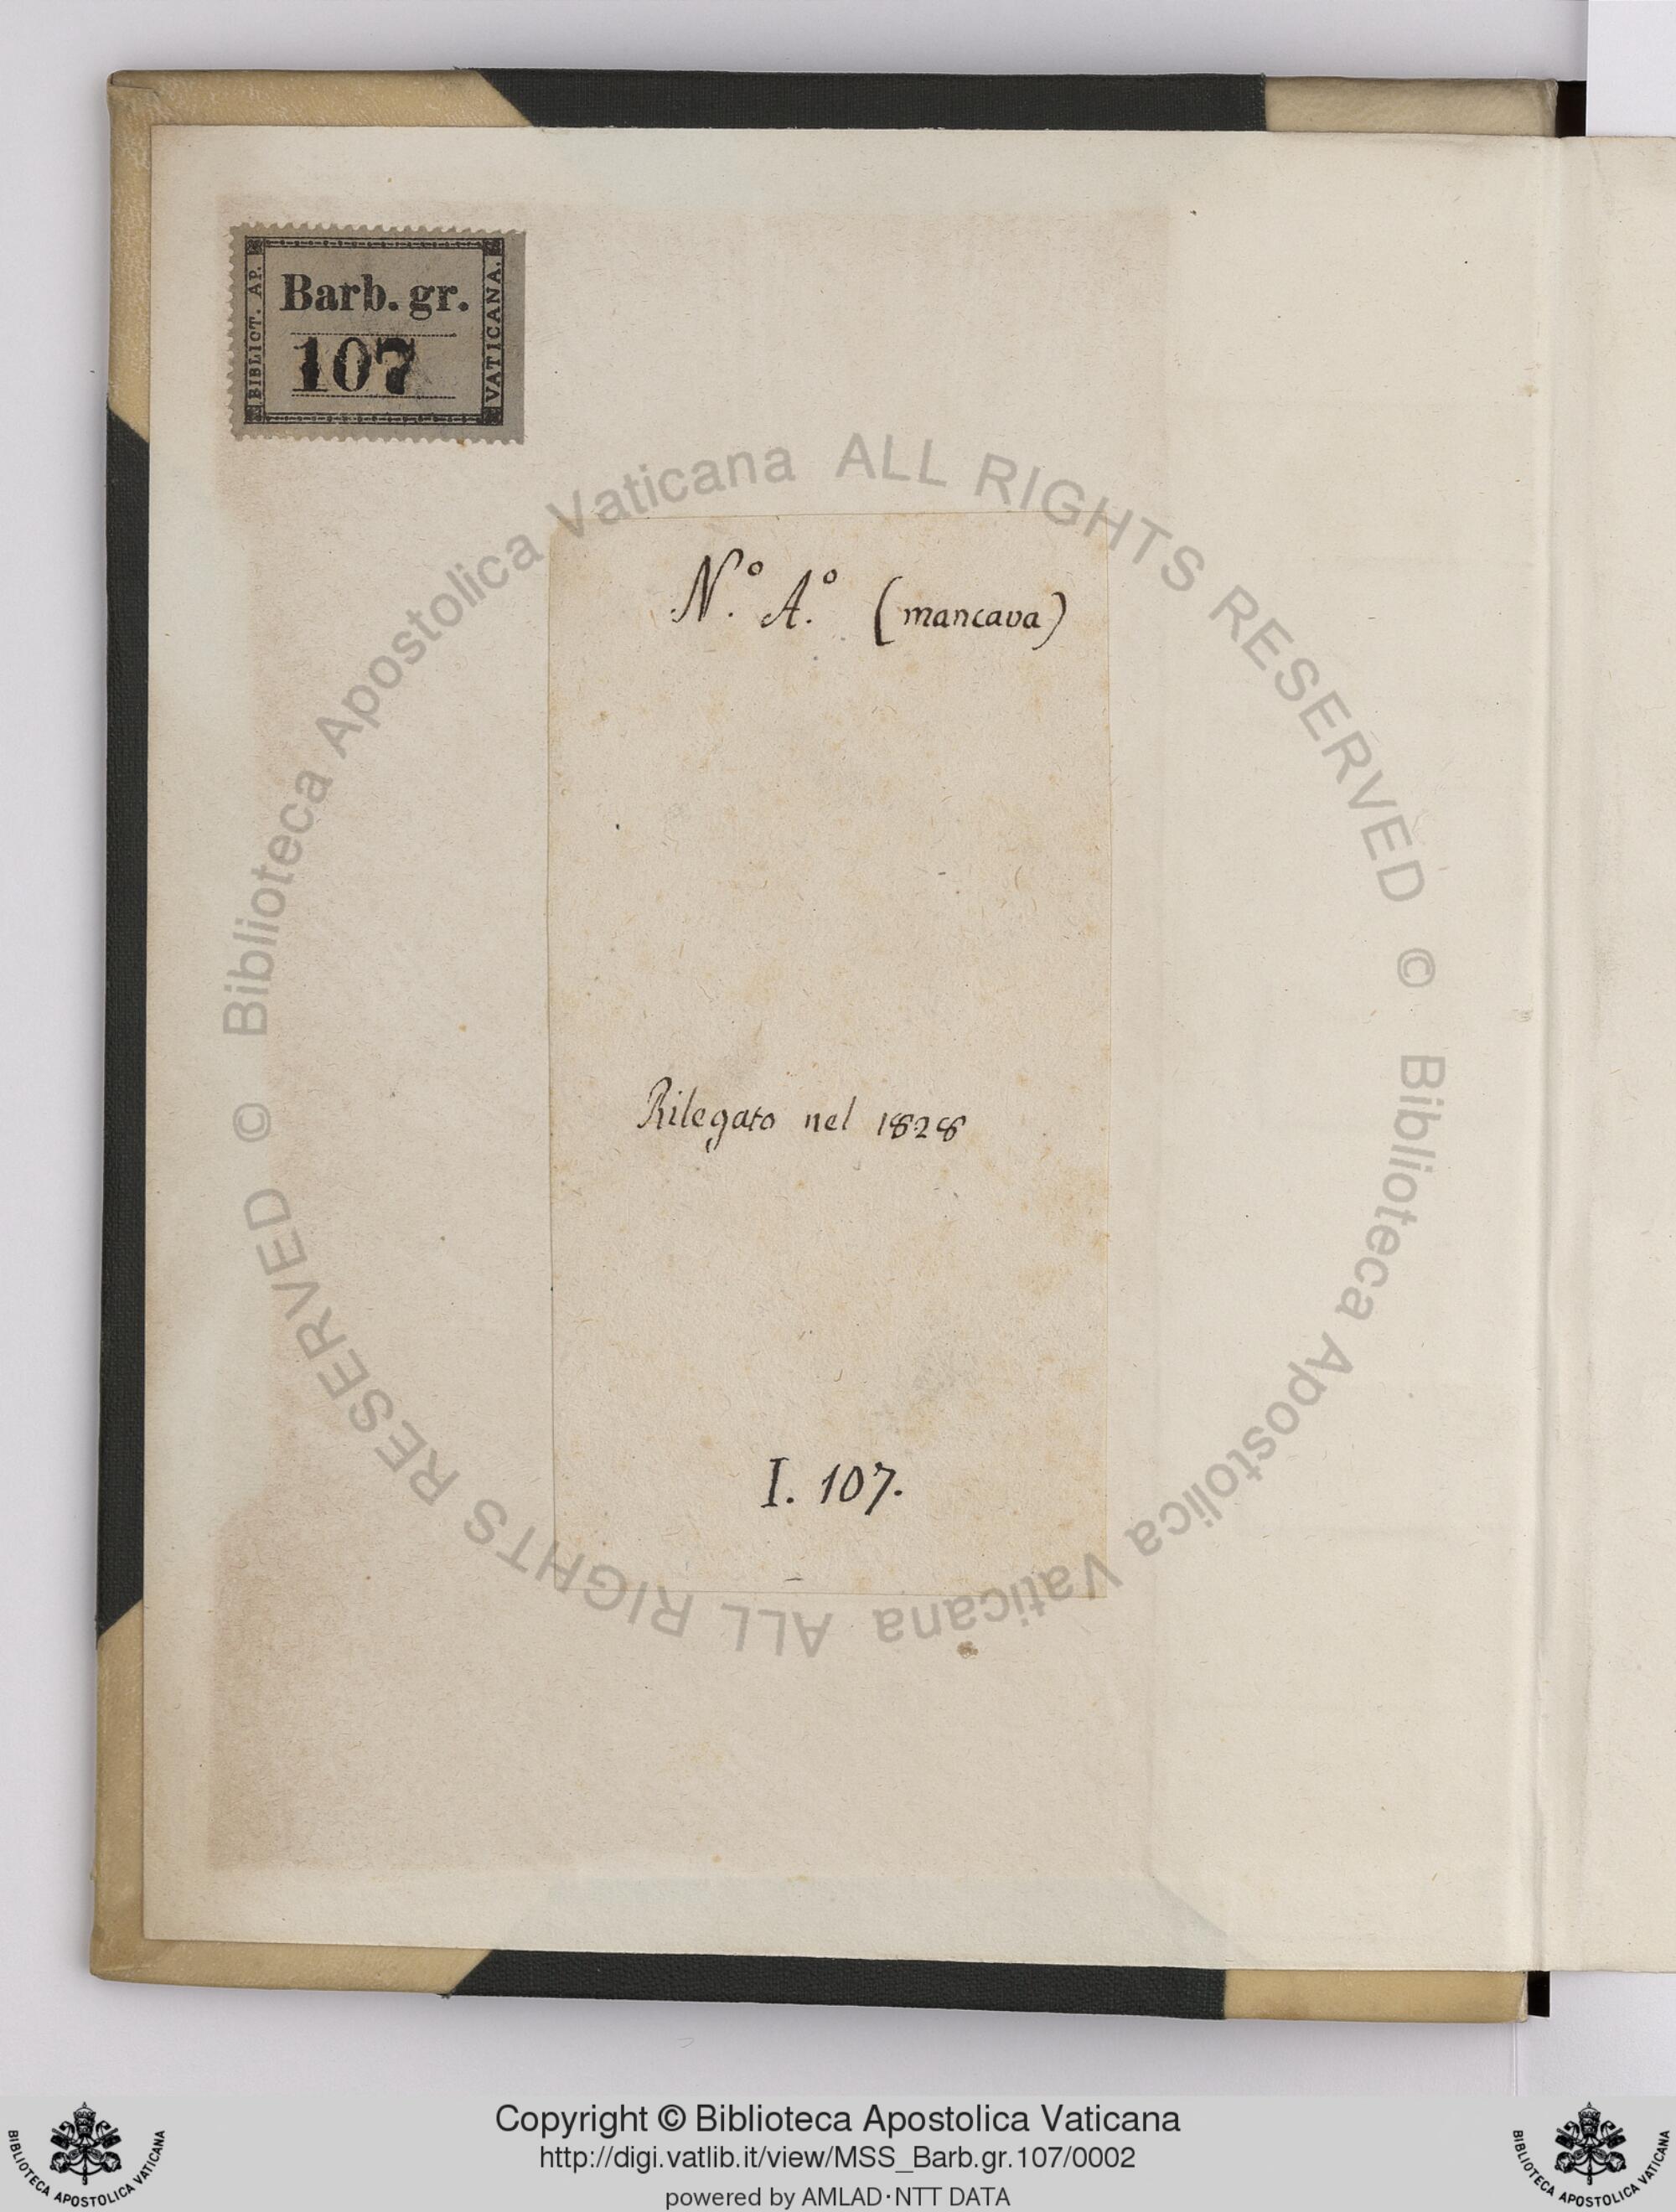 BIBLIOT. AP.
Barb. gr.
107
VATICANA.
N.º A.º (mancava)
Rilegato nel 1828
I. 107.
© Biblioteca Apostolica Vaticana ALL RIGHTS RESERVED
© Biblioteca Apostolica Vaticana ALL RIGHTS RESERVED
Copyright © Biblioteca Apostolica Vaticana
http://digi.vatlib.it/view/MSS_Barb.gr.107/0002
powered by AMLAD·NTT DATA
BIBLIOTECA APOSTOLICA VATICANA
BIBLIOTECA APOSTOLICA VATICANA